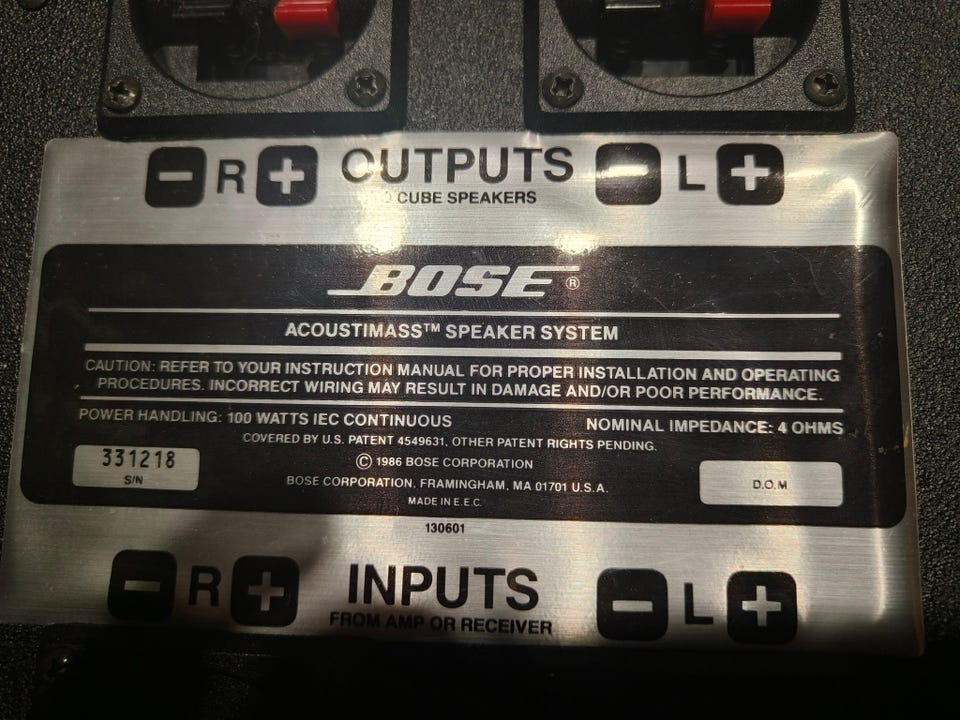 − R + OUTPUTS − L +
CUBE SPEAKERS
BOSE ®
ACOUSTIMASS™ SPEAKER SYSTEM
CAUTION: REFER TO YOUR INSTRUCTION MANUAL FOR PROPER INSTALLATION AND OPERATING
PROCEDURES. INCORRECT WIRING MAY RESULT IN DAMAGE AND/OR POOR PERFORMANCE.
POWER HANDLING: 100 WATTS IEC CONTINUOUS NOMINAL IMPEDANCE: 4 OHMS
COVERED BY U.S. PATENT 4549631, OTHER PATENT RIGHTS PENDING.
331218
S/N
© 1986 BOSE CORPORATION
BOSE CORPORATION, FRAMINGHAM, MA 01701 U.S.A.
D.O.M
MADE IN E.E.C.
130601
− R + INPUTS − L +
FROM AMP OR RECEIVER